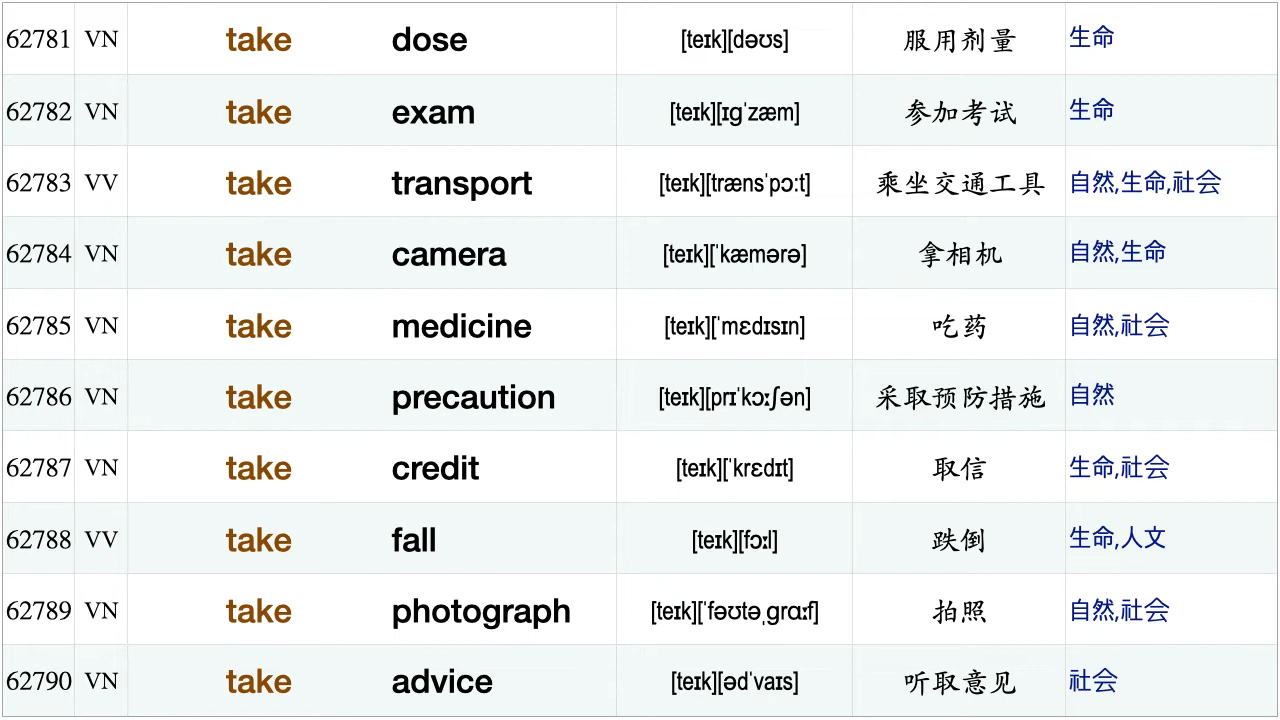 62781 VN take dose [teɪk][dəʊs] 服用剂量 生命
62782 VN take exam [teɪk][ɪɡˈzæm] 参加考试 生命
62783 VV take transport [teɪk][trænsˈpɔ:t] 乘坐交通工具 自然,生命,社会
62784 VN take camera [teɪk][ˈkæmərə] 拿相机 自然,生命
62785 VN take medicine [teɪk][ˈmɛdɪsɪn] 吃药 自然,社会
62786 VN take precaution [teɪk][prɪˈkɔːʃən] 采取预防措施 自然
62787 VN take credit [teɪk][ˈkrɛdɪt] 取信 生命,社会
62788 VV take fall [teɪk][fɔːl] 跌倒 生命,人文
62789 VN take photograph [teɪk][ˈfəʊtəˌɡrɑːf] 拍照 自然,社会
62790 VN take advice [teɪk][ədˈvaɪs] 听取意见 社会